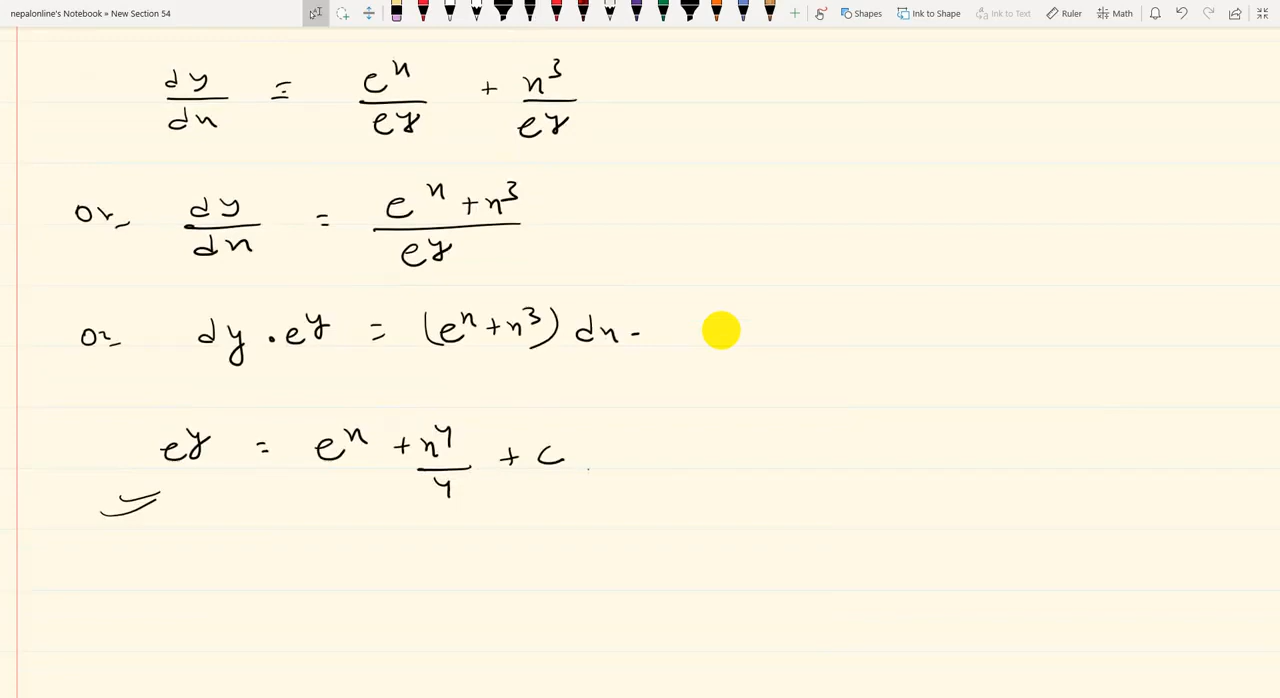 nepalonline's Notebook » New Section 54 Shapes Ink to Shape Ink to Text Ruler Math
dy/dx = e^x/e^y + x^3/e^y
or dy/dx = (e^x + x^3)/e^y
or dy . e^y = (e^x + x^3) dx .
e^y = e^x + x^4/4 + c .